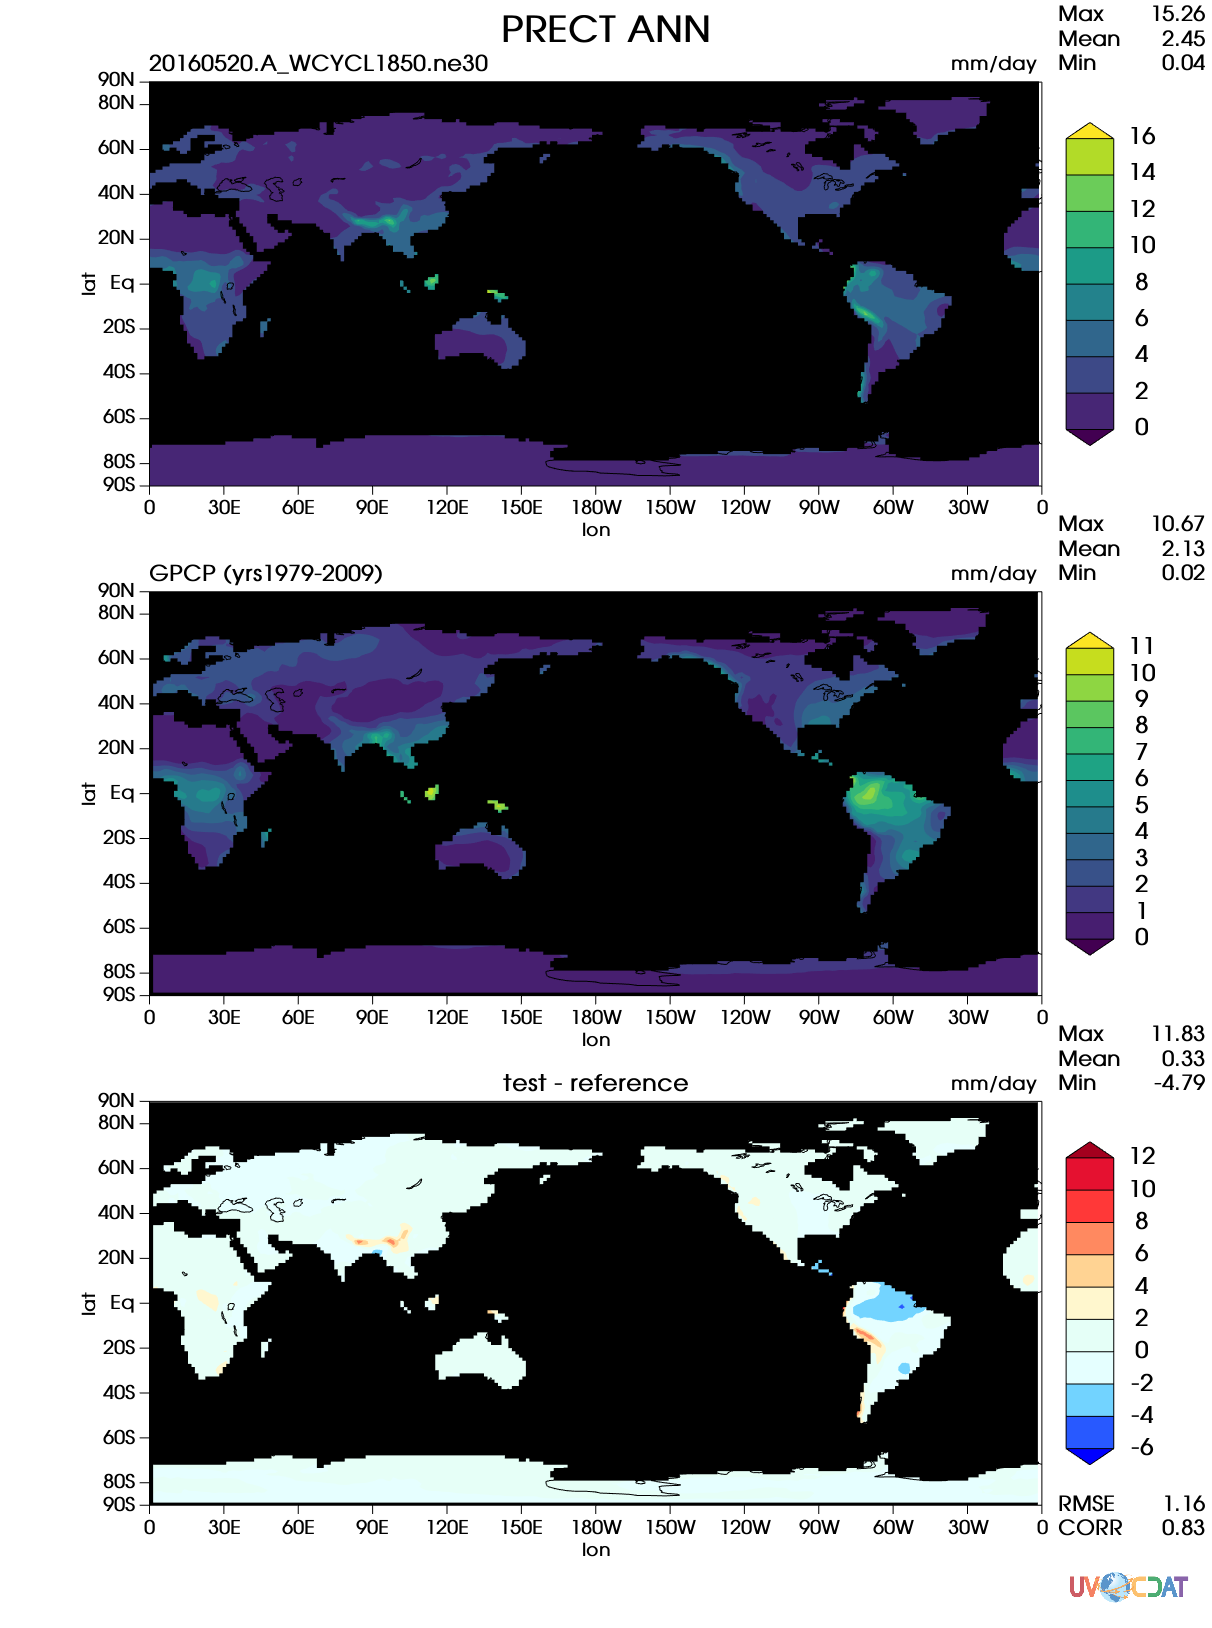 PRECT ANN
Max 15.26
Mean 2.45
Min 0.04
20160520.A_WCYCL1850.ne30 mm/day
90N
80N
60N
40N
20N
Eq
20S
40S
60S
80S
90S
lat
0 30E 60E 90E 120E 150E 180W 150W 120W 90W 60W 30W 0
lon
16
14
12
10
8
6
4
2
0
Max 10.67
Mean 2.13
Min 0.02
GPCP (yrs1979-2009) mm/day
90N
80N
60N
40N
20N
Eq
20S
40S
60S
80S
90S
lat
0 30E 60E 90E 120E 150E 180W 150W 120W 90W 60W 30W 0
lon
11
10
9
8
7
6
5
4
3
2
1
0
Max 11.83
Mean 0.33
Min -4.79
test - reference mm/day
90N
80N
60N
40N
20N
Eq
20S
40S
60S
80S
90S
lat
0 30E 60E 90E 120E 150E 180W 150W 120W 90W 60W 30W 0
lon
12
10
8
6
4
2
0
-2
-4
-6
RMSE 1.16
CORR 0.83
UV CDAT